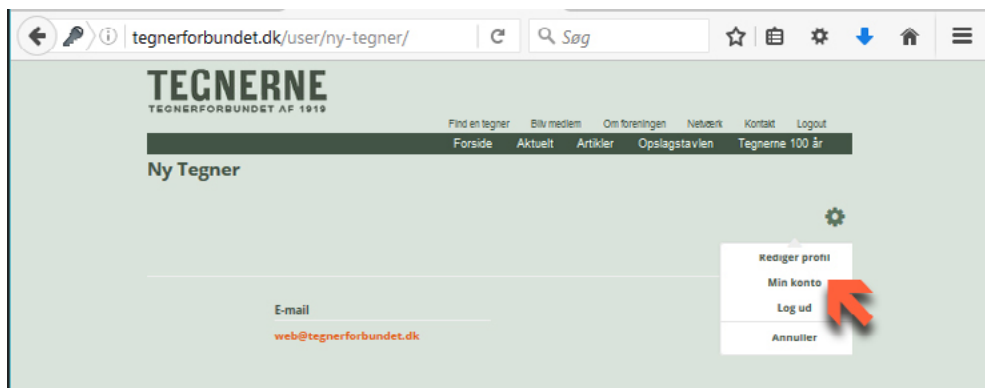 tegnerforbundet.dk/user/ny-tegner/
Søg
TEGNERNE
TEGNERFORBUNDET AF 1919
Find en tegner Bliv medlem Om foreningen Netværk Kontakt Logout
Forside Aktuelt Artikler Opslagstavlen Tegnerne 100 år
Ny Tegner
Rediger profil
Min konto
Log ud
Annuller
E-mail
web@tegnerforbundet.dk